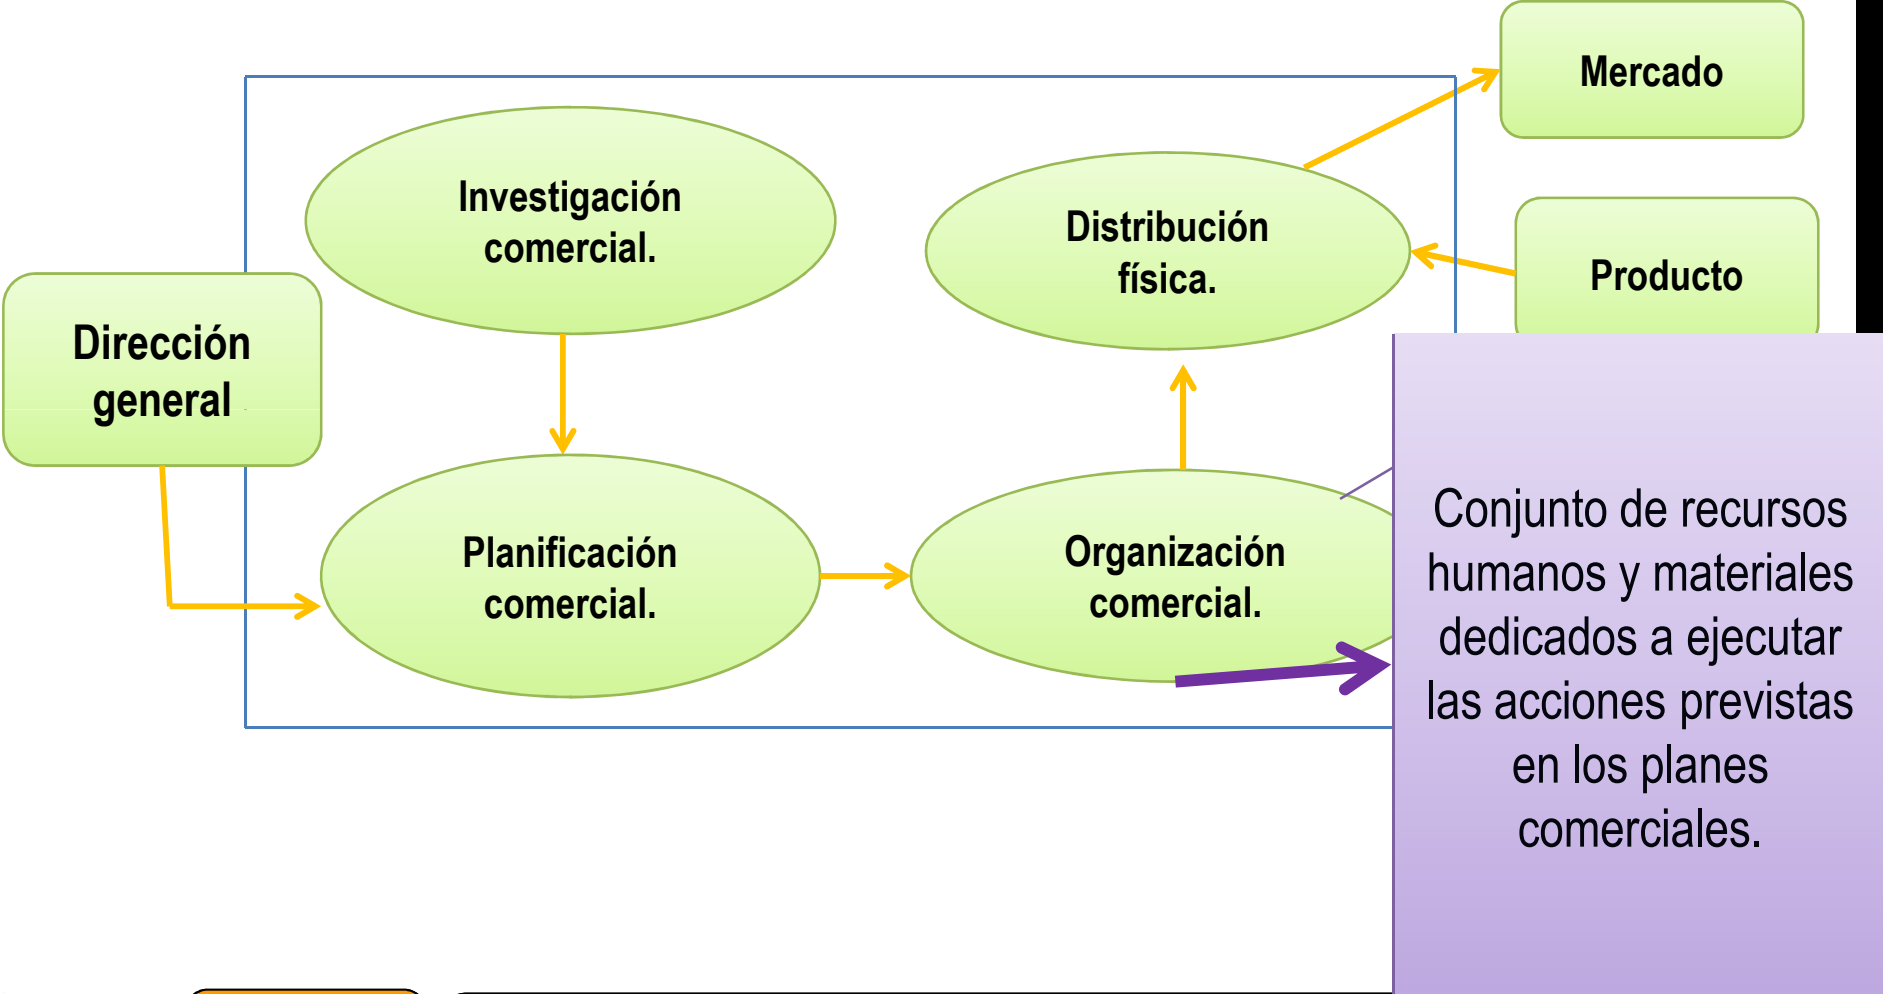 Mercado
Investigación
comercial.
Distribución
física.
Producto
Dirección
general
Planificación
comercial.
Organización
comercial.
Conjunto de recursos
humanos y materiales
dedicados a ejecutar
las acciones previstas
en los planes
comerciales.